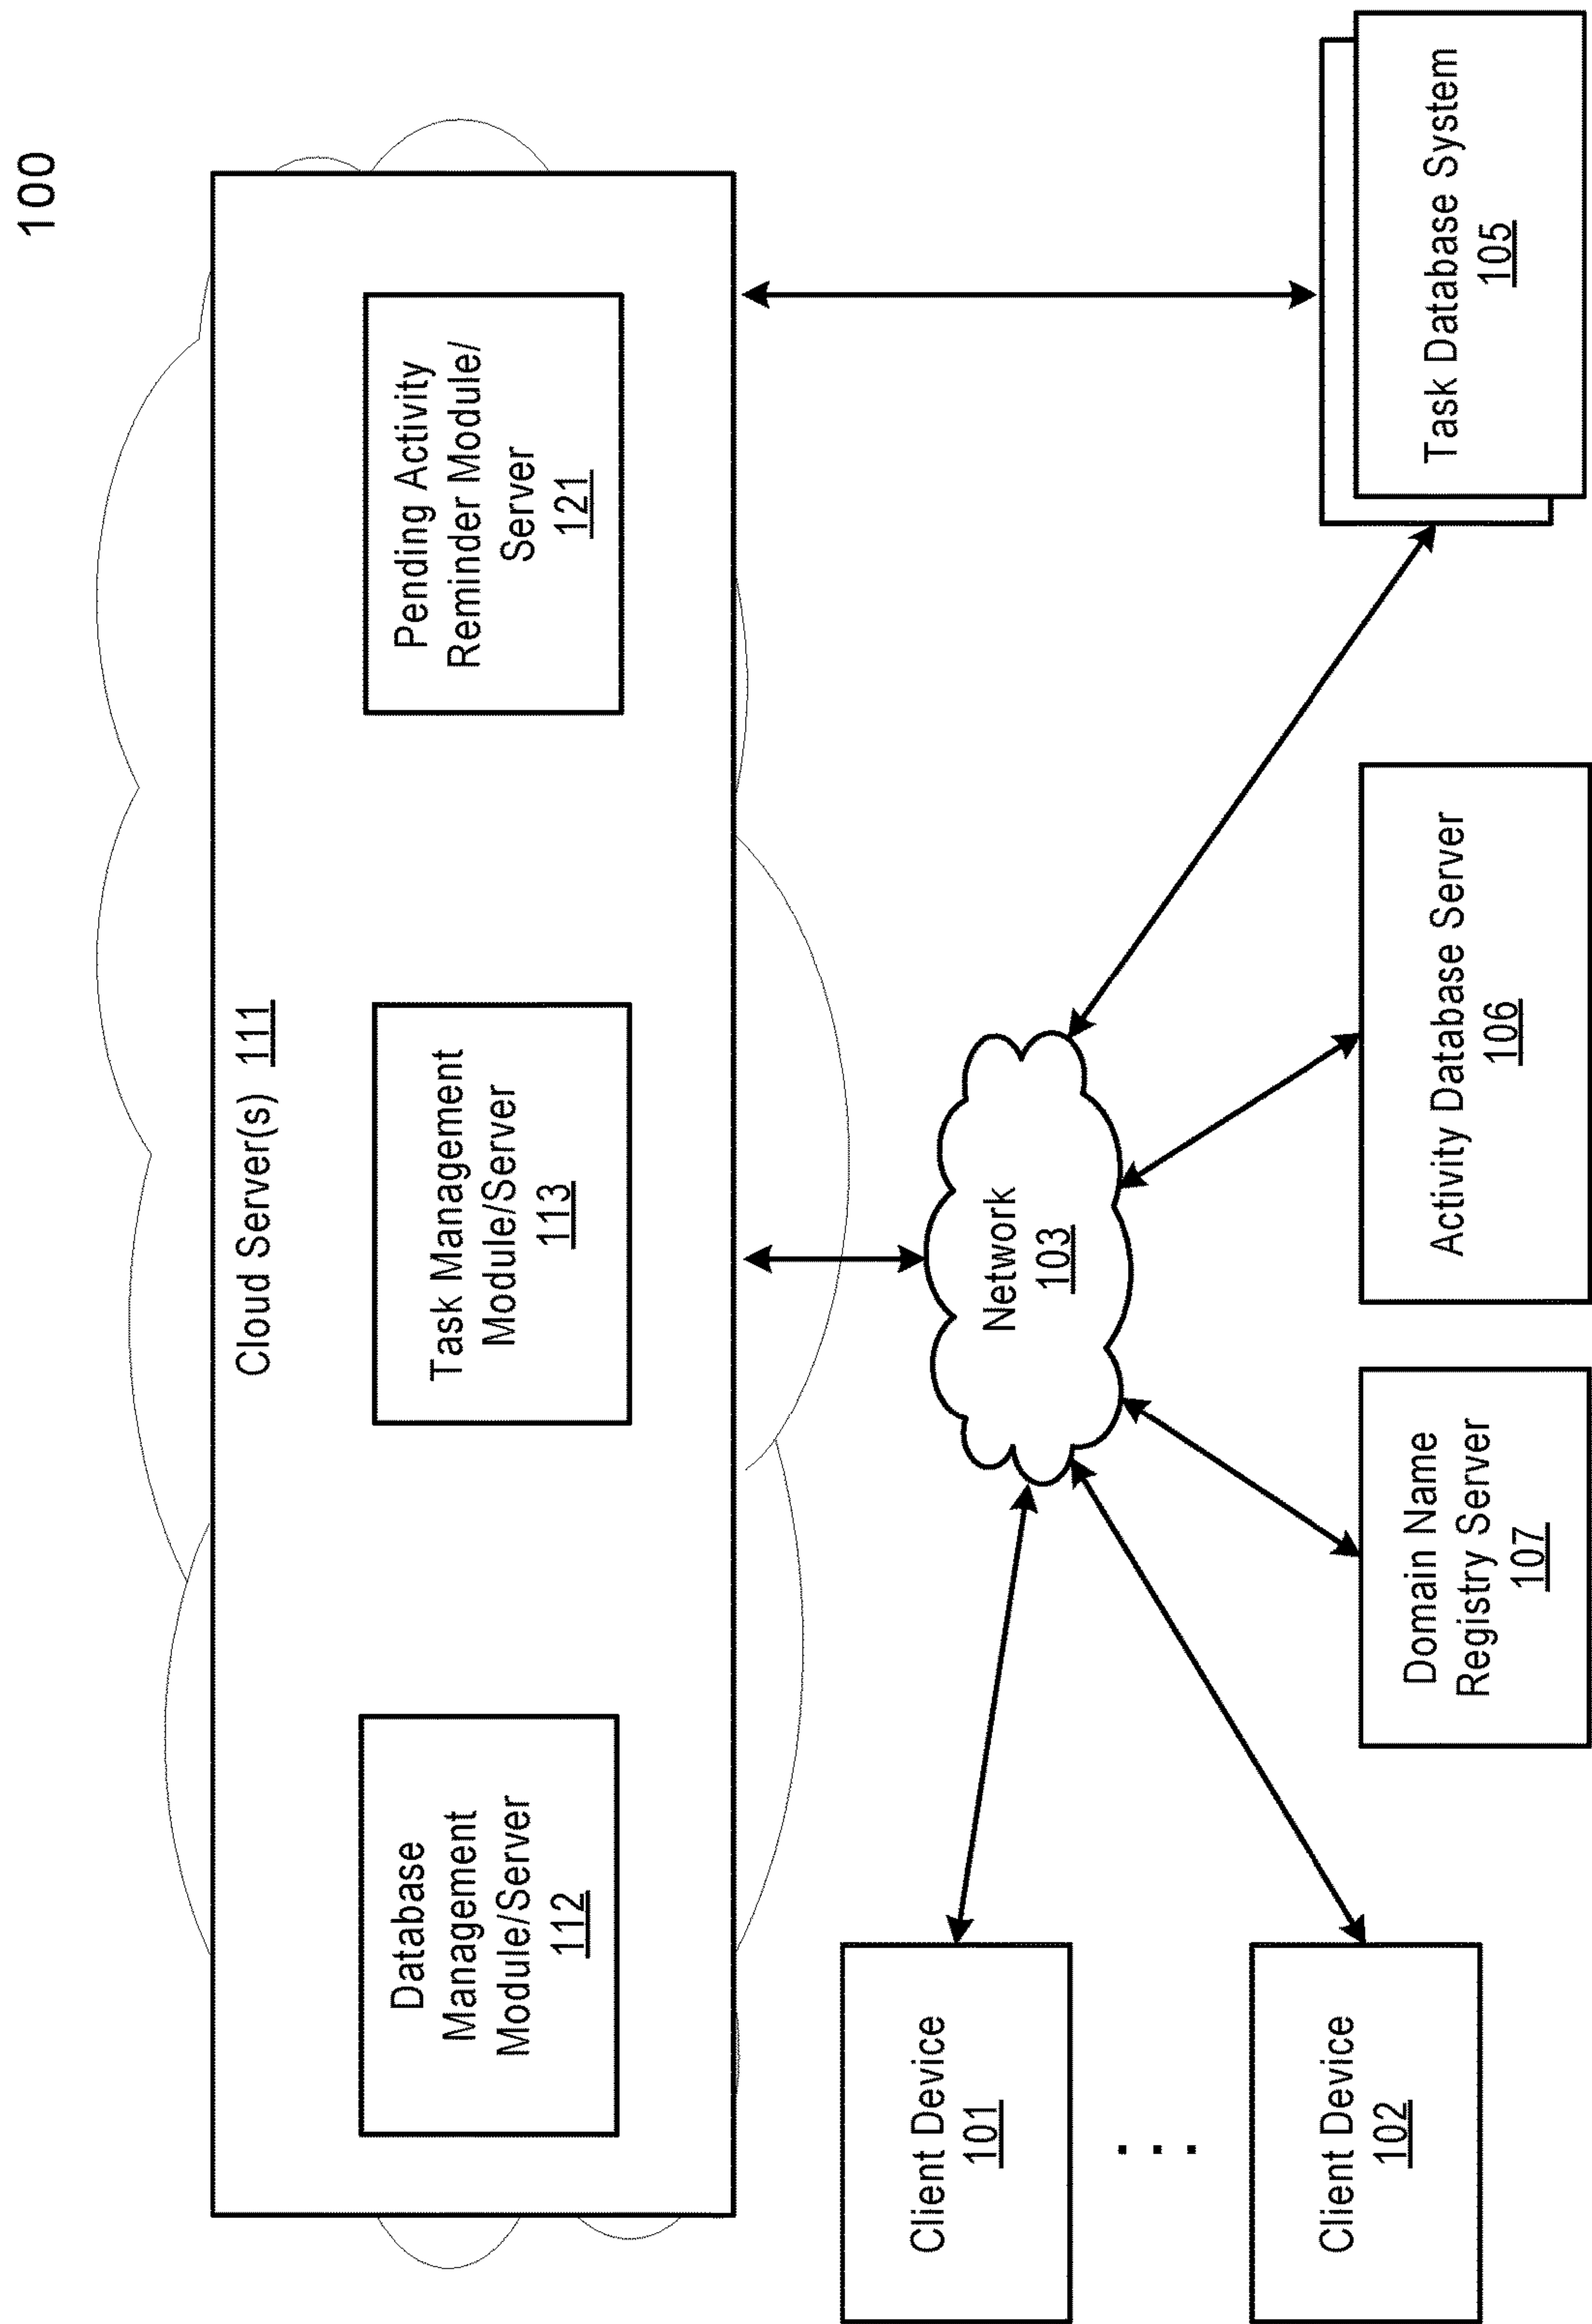 100
Cloud Server(s) 111
Database
Management
Module/Server
112
Task Management
Module/Server
113
Pending Activity
Reminder Module/
Server
121
Network
103
Client Device
101
. . .
Client Device
102
Domain Name
Registry Server
107
Activity Database Server
106
Task Database System
105